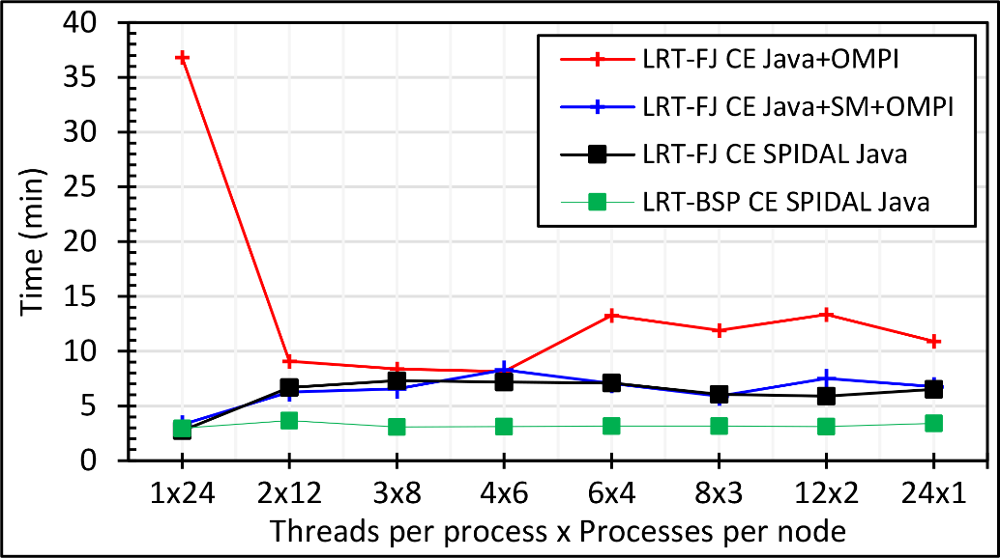 40
35
30
25
20
15
10
5
0
Time (min)
LRT-FJ CE Java+OMPI
LRT-FJ CE Java+SM+OMPI
LRT-FJ CE SPIDAL Java
LRT-BSP CE SPIDAL Java
1x24 2x12 3x8 4x6 6x4 8x3 12x2 24x1
Threads per process x Processes per node